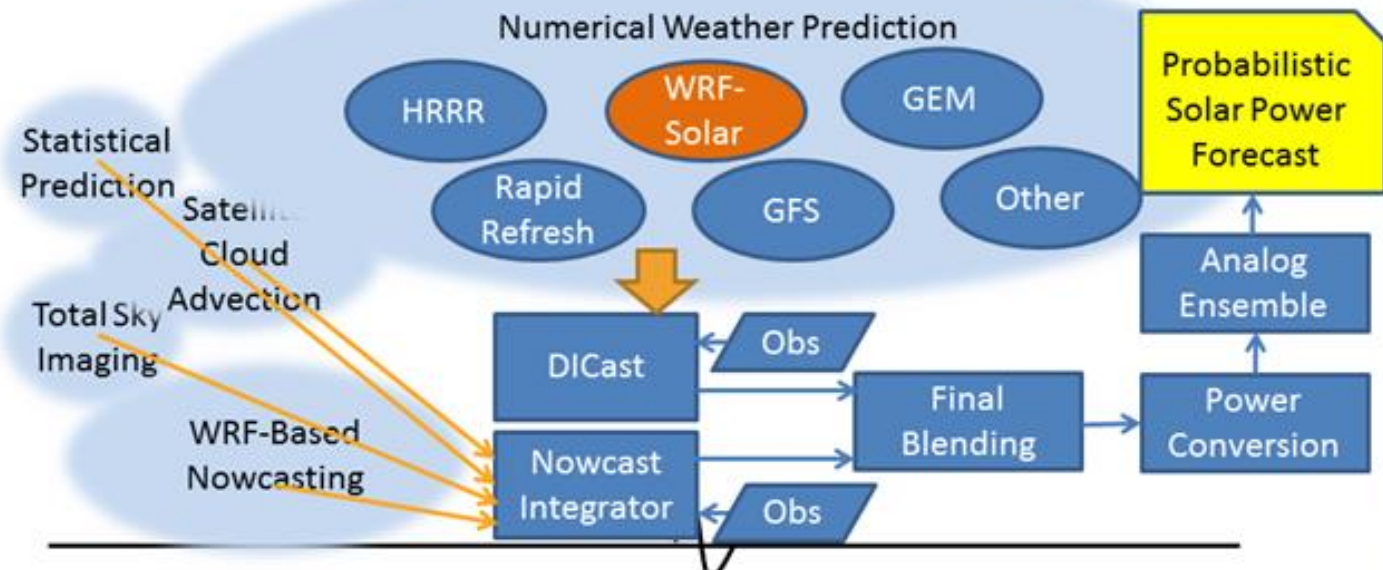 Numerical Weather Prediction
HRRR
WRF-
Solar
GEM
Rapid
Refresh
GFS
Other
Probabilistic
Solar Power
Forecast
Statistical
Prediction
Cloud
Advection
Total Sky
Imaging
WRF-Based
Nowcasting
DICast
Obs
Nowcast
Integrator
Obs
Final
Blending
Power
Conversion
Analog
Ensemble